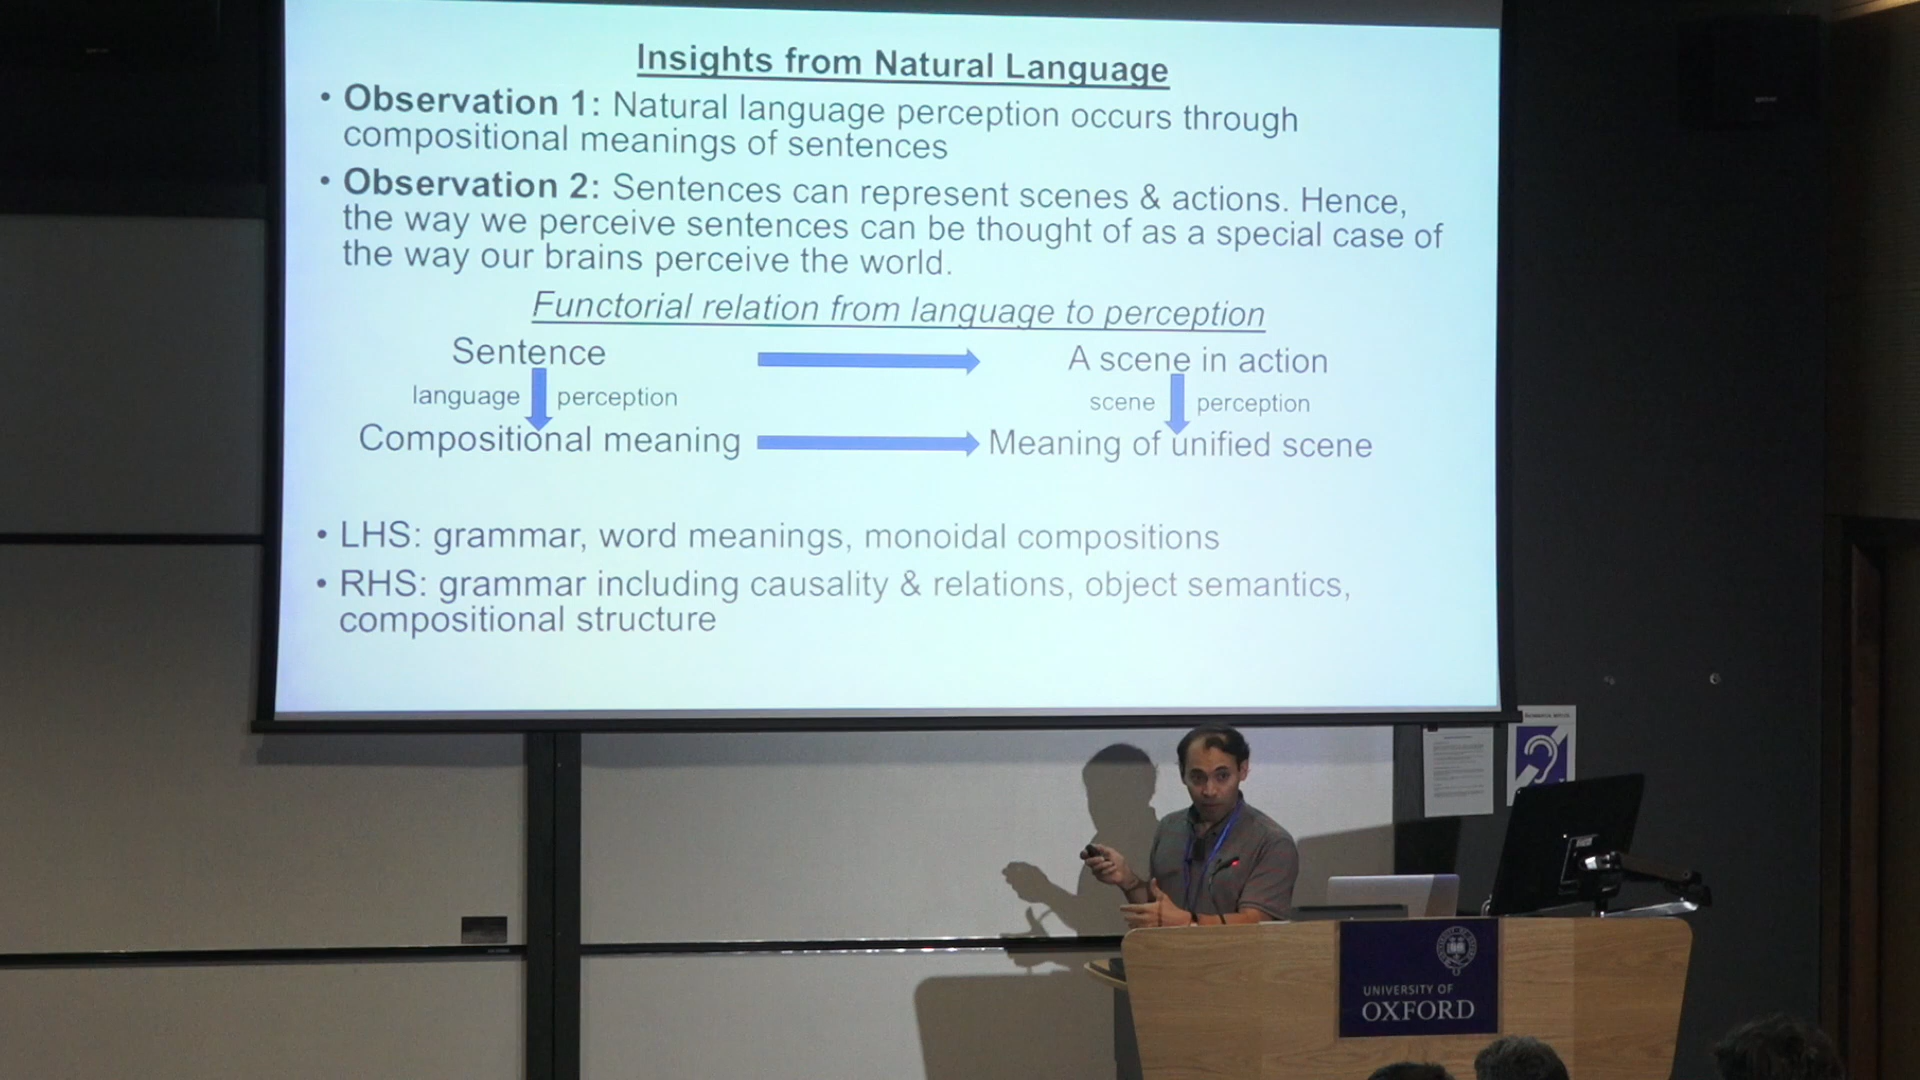 Insights from Natural Language
• Observation 1: Natural language perception occurs through
compositional meanings of sentences
• Observation 2: Sentences can represent scenes & actions. Hence,
the way we perceive sentences can be thought of as a special case of
the way our brains perceive the world.
Functorial relation from language to perception
Sentence A scene in action
language perception scene perception
Compositional meaning Meaning of unified scene
• LHS: grammar, word meanings, monoidal compositions
• RHS: grammar including causality & relations, object semantics,
compositional structure
UNIVERSITY OF
OXFORD